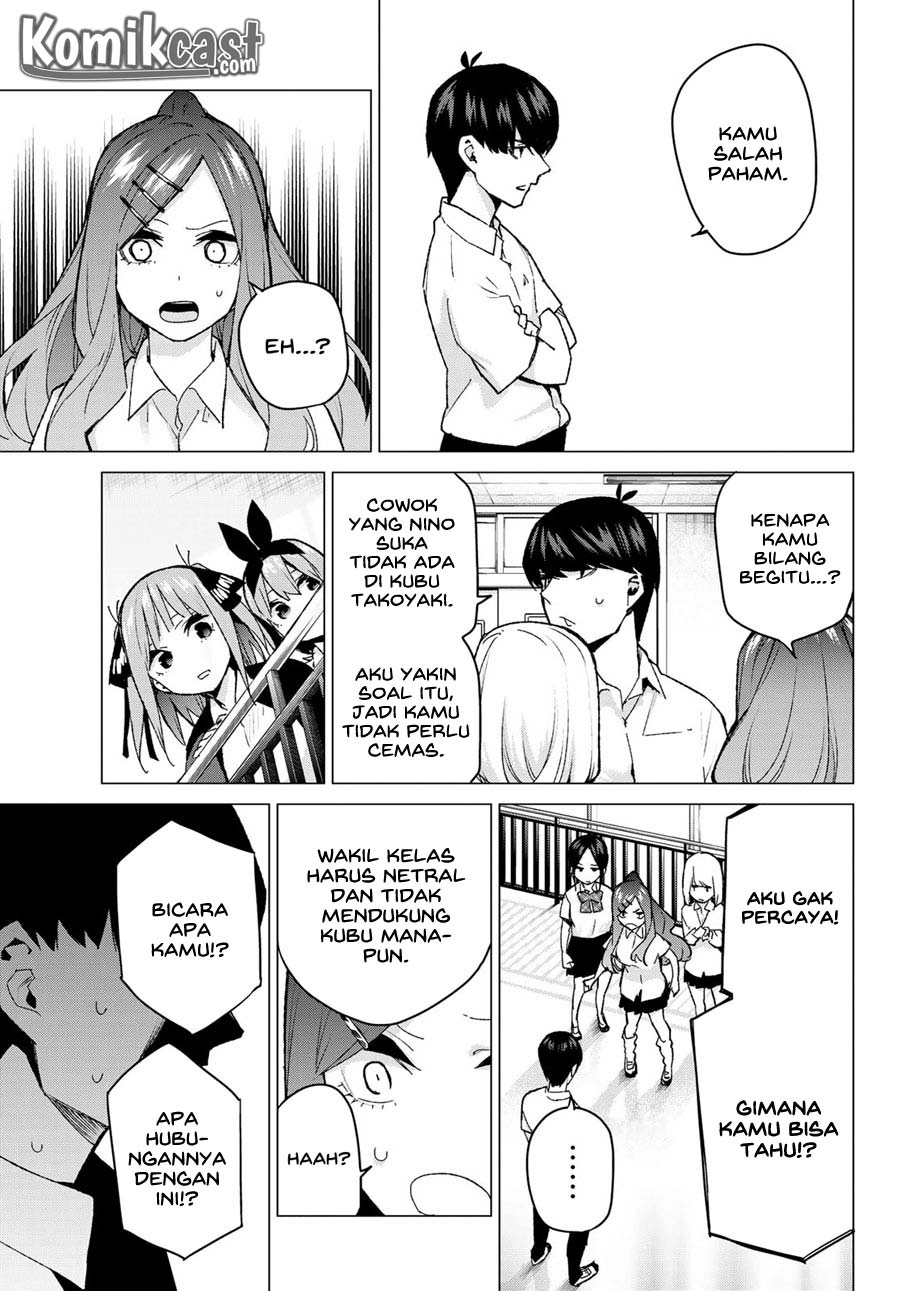 Komikcast
.com
KAMU
SALAH
PAHAM.
EH...?
KENAPA
KAMU
BILANG
BEGITU...?
COWOK
YANG NINO
SUKA
TIDAK ADA
DI KUBU
TAKOYAKI.
AKU YAKIN
SOAL ITU,
JADI KAMU
TIDAK PERLU
CEMAS.
AKU GAK
PERCAYA!
GIMANA
KAMU BISA
TAHU!?
......
WAKIL KELAS
HARUS NETRAL
DAN TIDAK
MENDUKUNG
KUBU MANA-
PUN.
HAAH?
BICARA
APA
KAMU!?
APA
HUBU-
NGANNYA
DENGAN
INI!?